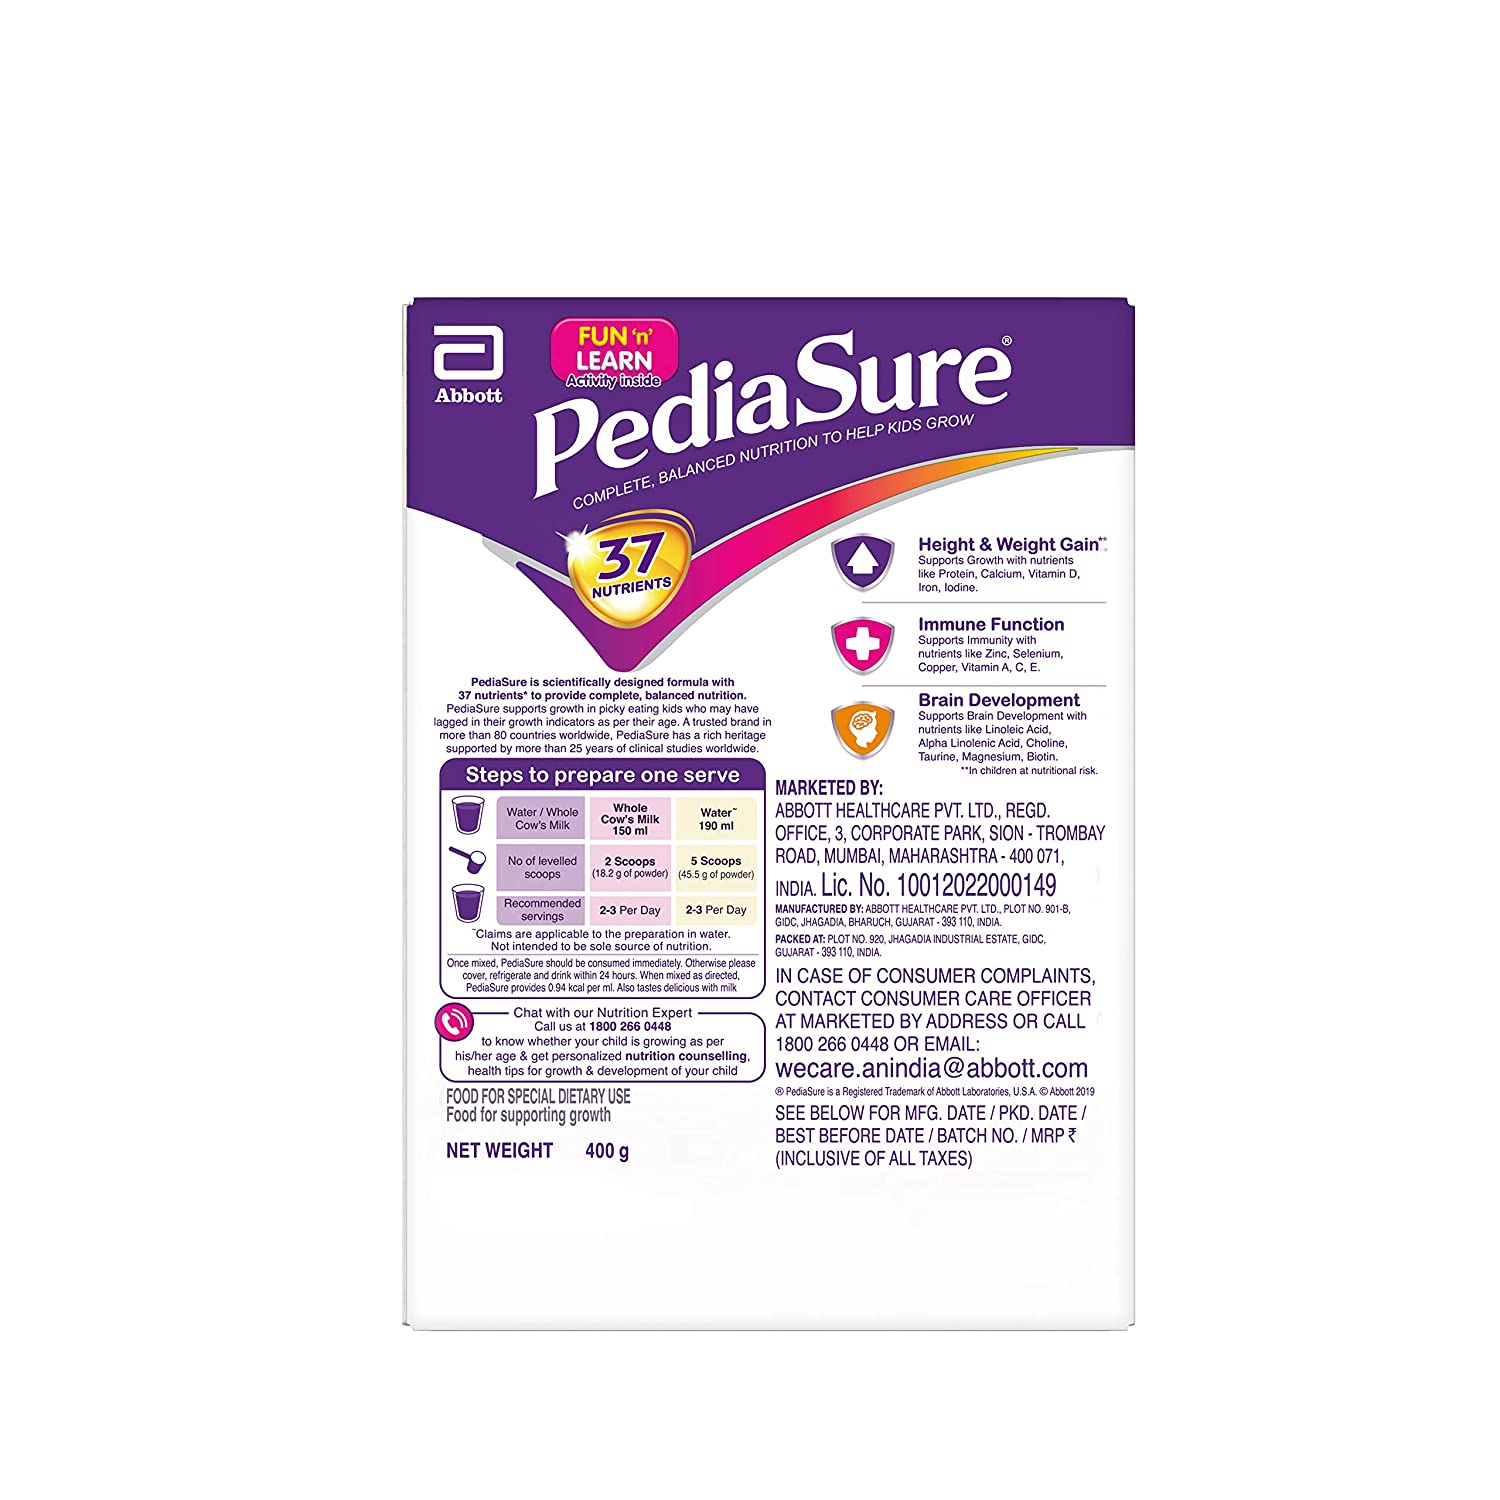 Abbott
FUN 'n'
LEARN
Activity inside
PediaSure®
COMPLETE, BALANCED NUTRITION TO HELP KIDS GROW
37
NUTRIENTS
Height & Weight Gain**
Supports Growth with nutrients
like Protein, Calcium, Vitamin D,
Iron, Iodine.
Immune Function
Supports Immunity with
nutrients like Zinc, Selenium,
Copper, Vitamin A, C, E.
Brain Development
Supports Brain Development with
nutrients like Linoleic Acid,
Alpha Linolenic Acid, Choline,
Taurine, Magnesium, Biotin.
**In children at nutritional risk.
PediaSure is scientifically designed formula with
37 nutrients* to provide complete, balanced nutrition.
PediaSure supports growth in picky eating kids who may have
lagged in their growth indicators as per their age. A trusted brand in
more than 80 countries worldwide, PediaSure has a rich heritage
supported by more than 25 years of clinical studies worldwide.
Steps to prepare one serve
Water / Whole
Cow's Milk
Whole
Cow's Milk
150 ml
Water~
190 ml
No of levelled
scoops
2 Scoops
(18.2 g of powder)
5 Scoops
(45.5 g of powder)
Recommended
servings
2-3 Per Day
2-3 Per Day
~Claims are applicable to the preparation in water.
Not intended to be sole source of nutrition.
Once mixed, PediaSure should be consumed immediately. Otherwise please
cover, refrigerate and drink within 24 hours. When mixed as directed,
PediaSure provides 0.94 kcal per ml. Also tastes delicious with milk
Chat with our Nutrition Expert
Call us at 1800 266 0448
to know whether your child is growing as per
his/her age & get personalized nutrition counselling,
health tips for growth & development of your child
FOOD FOR SPECIAL DIETARY USE
Food for supporting growth
NET WEIGHT 400 g
MARKETED BY:
ABBOTT HEALTHCARE PVT. LTD., REGD.
OFFICE, 3, CORPORATE PARK, SION - TROMBAY
ROAD, MUMBAI, MAHARASHTRA - 400 071,
INDIA. Lic. No. 10012022000149
MANUFACTURED BY: ABBOTT HEALTHCARE PVT. LTD., PLOT NO. 901-B,
GIDC, JHAGADIA, BHARUCH, GUJARAT - 393 110, INDIA.
PACKED AT: PLOT NO. 920, JHAGADIA INDUSTRIAL ESTATE, GIDC,
GUJARAT - 393 110, INDIA.
IN CASE OF CONSUMER COMPLAINTS,
CONTACT CONSUMER CARE OFFICER
AT MARKETED BY ADDRESS OR CALL
1800 266 0448 OR EMAIL:
wecare.anindia@abbott.com
® PediaSure is a Registered Trademark of Abbott Laboratories, U.S.A. © Abbott 2019
SEE BELOW FOR MFG. DATE / PKD. DATE /
BEST BEFORE DATE / BATCH NO. / MRP ₹
(INCLUSIVE OF ALL TAXES)